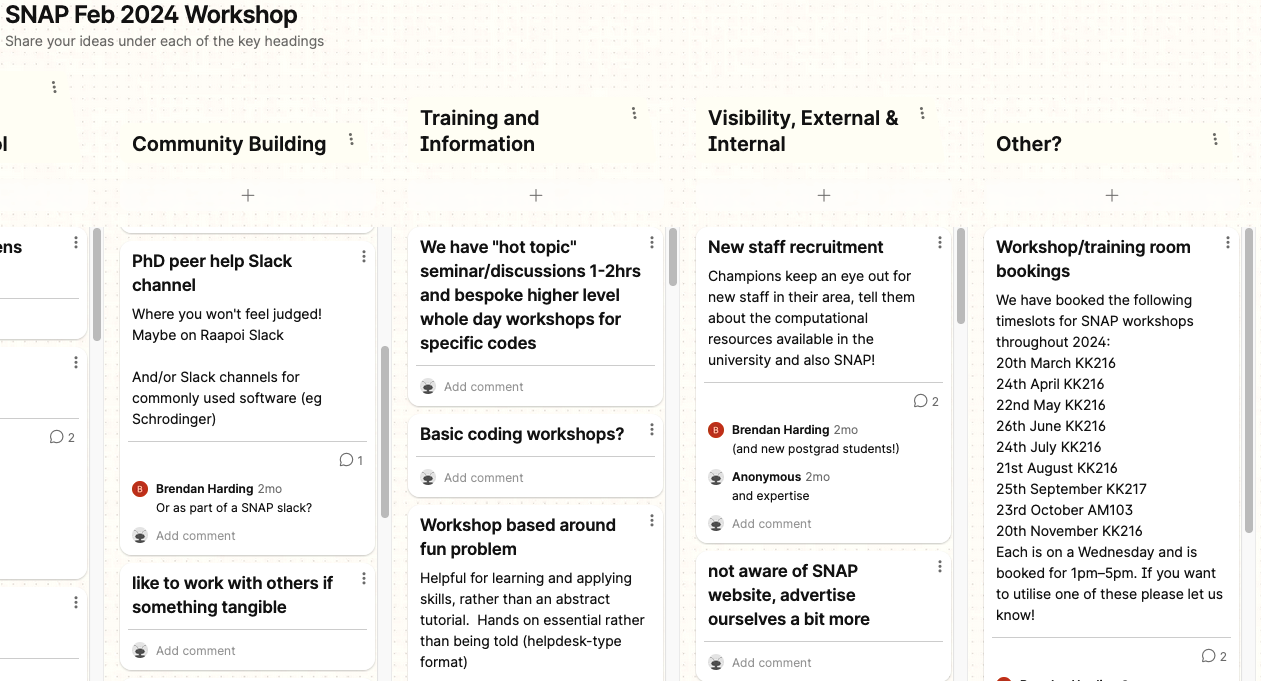 SNAP Feb 2024 Workshop
Share your ideas under each of the key headings
Community Building
PhD peer help Slack
channel
Where you won't feel judged!
Maybe on Raapoi Slack
And/or Slack channels for
commonly used software (eg
Schrodinger)
1
B
Brendan Harding 2mo
Or as part of a SNAP slack?
Add comment
like to work with others if
something tangible
Add comment
2
Training and
Information
We have "hot topic"
seminar/discussions 1-2hrs
and bespoke higher level
whole day workshops for
specific codes
Add comment
Basic coding workshops?
Add comment
Workshop based around
fun problem
Helpful for learning and applying
skills, rather than an abstract
tutorial.  Hands on essential rather
than being told (helpdesk-type
format)
Visibility, External &
Internal
New staff recruitment
Champions keep an eye out for
new staff in their area, tell them
about the computational
resources available in the
university and also SNAP!
2
B
Brendan Harding 2mo
(and new postgrad students!)
Anonymous 2mo
and expertise
Add comment
not aware of SNAP
website, advertise
ourselves a bit more
Add comment
Other?
Workshop/training room
bookings
We have booked the following
timeslots for SNAP workshops
throughout 2024:
20th March KK216
24th April KK216
22nd May KK216
26th June KK216
24th July KK216
21st August KK216
25th September KK217
23rd October AM103
20th November KK216
Each is on a Wednesday and is
booked for 1pm–5pm. If you want
to utilise one of these please let us
know!
2